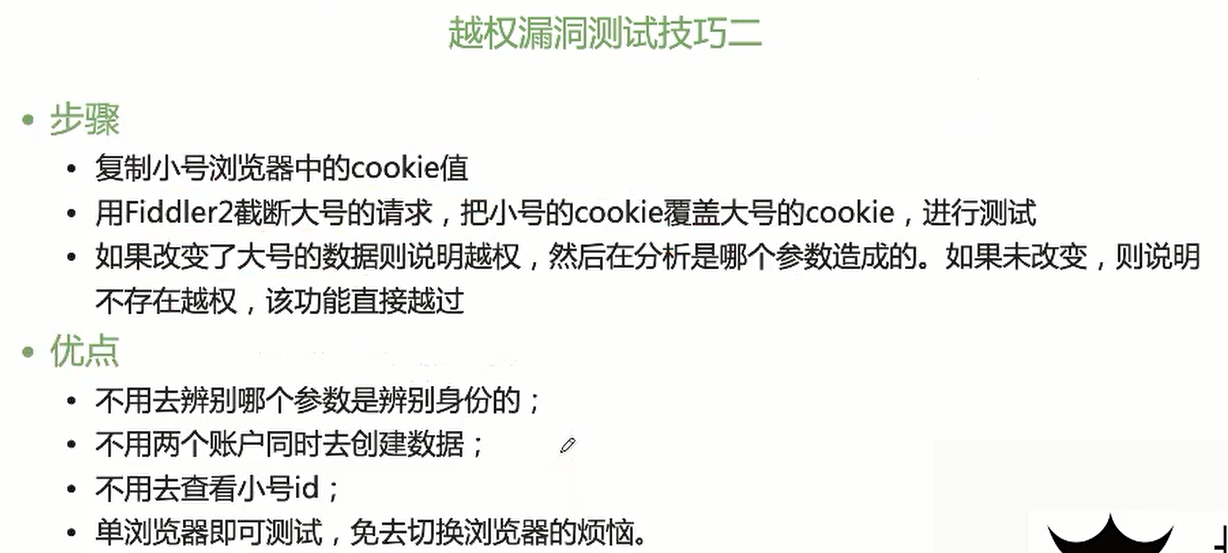 越权漏洞测试技巧二
步骤
复制小号浏览器中的cookie值
用Fiddler2截断大号的请求，把小号的cookie覆盖大号的cookie，进行测试
如果改变了大号的数据则说明越权，然后在分析是哪个参数造成的。如果未改变，则说明
不存在越权，该功能直接越过
优点
不用去辨别哪个参数是辨别身份的；
不用两个账户同时去创建数据；
不用去查看小号id；
单浏览器即可测试，免去切换浏览器的烦恼。